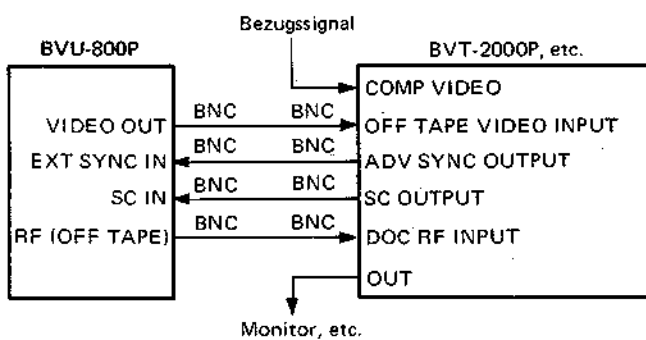 Bezugssignal
BVU-800P
BVT-2000P, etc.
COMP VIDEO
VIDEO OUT BNC BNC OFF TAPE VIDEO INPUT
EXT SYNC IN BNC BNC ADV SYNC OUTPUT
SC IN BNC BNC SC OUTPUT
RF (OFF TAPE) BNC BNC DOC RF INPUT
OUT
Monitor, etc.